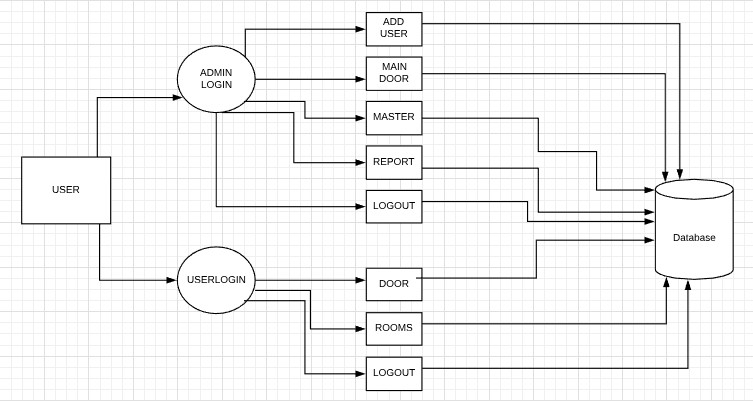 ADD
USER
MAIN
DOOR
ADMIN
LOGIN
MASTER
REPORT
USER
LOGOUT
Database
USERLOGIN
DOOR
ROOMS
LOGOUT